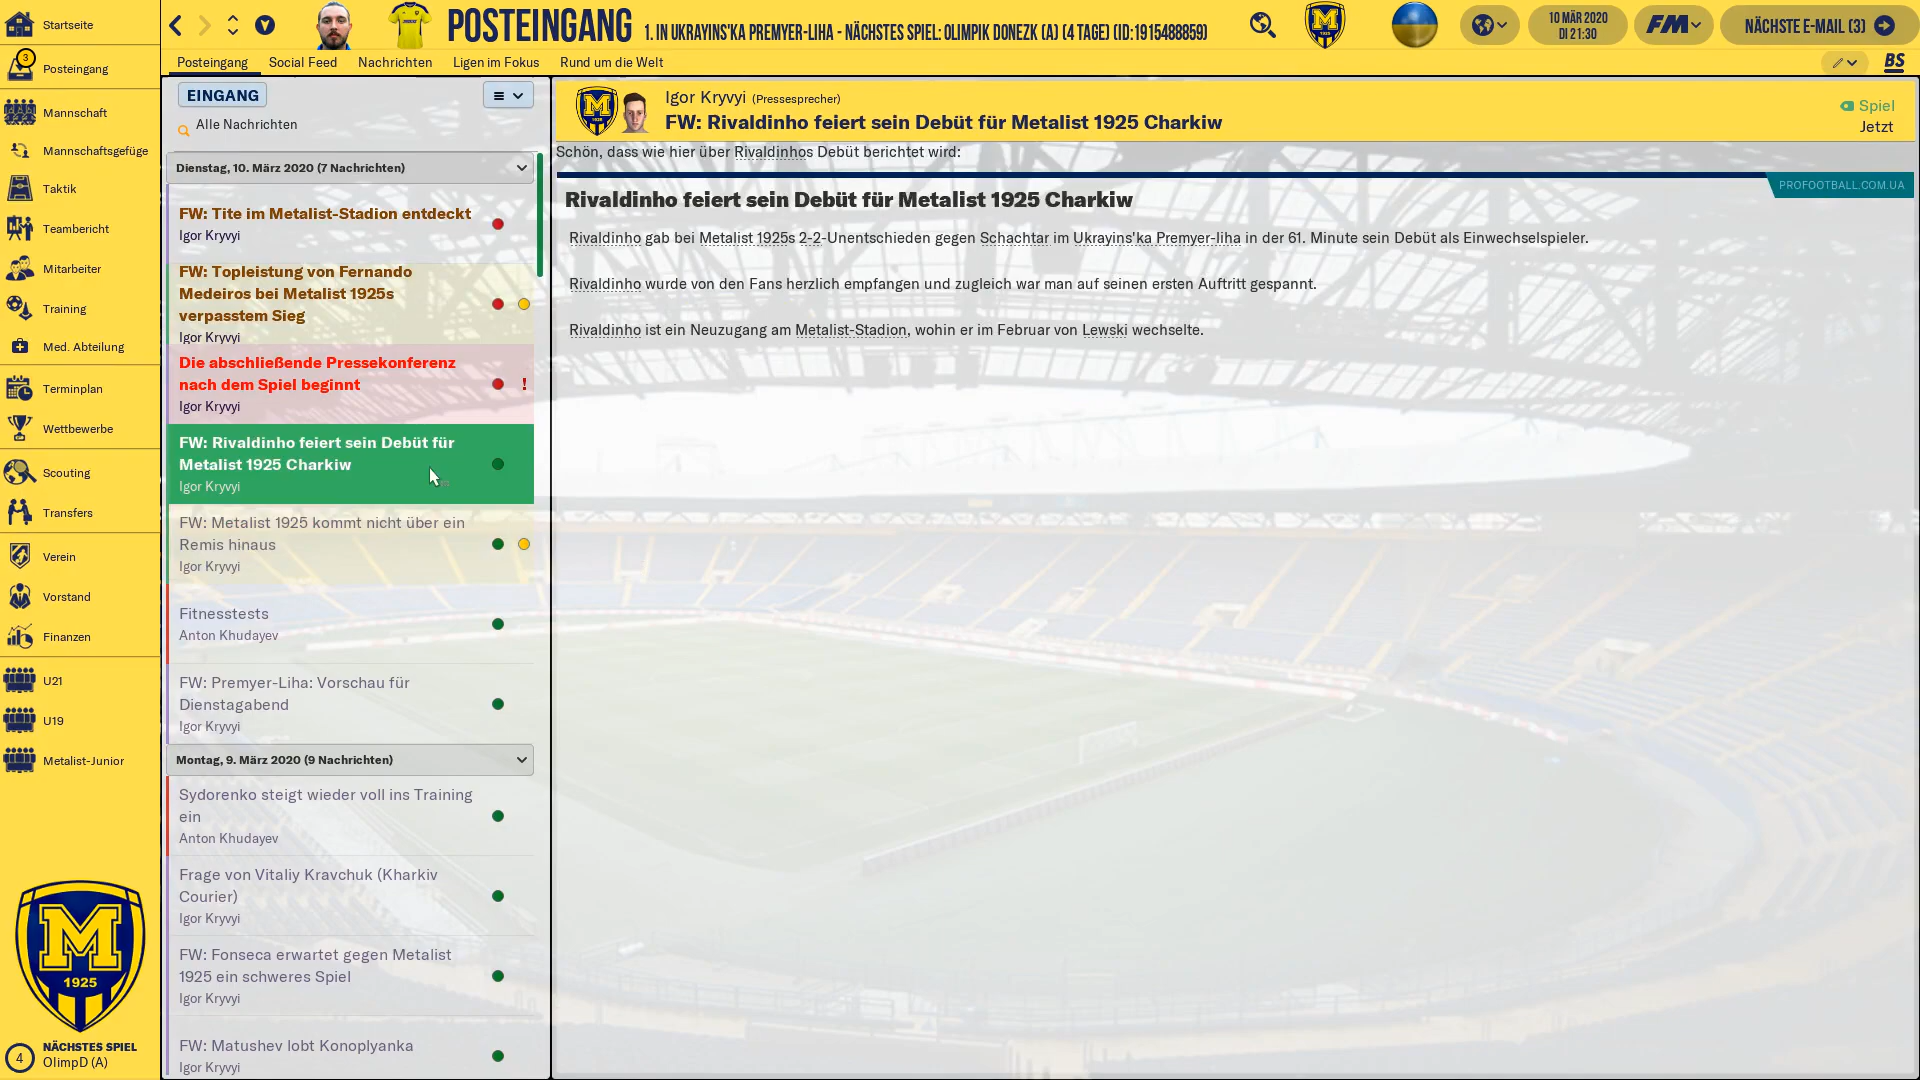 Startseite
3
Posteingang
Mannschaft
Mannschaftsgefüge
Taktik
Teambericht
Mitarbeiter
Training
Med. Abteilung
Terminplan
Wettbewerbe
Scouting
Transfers
Verein
Vorstand
Finanzen
U21
U19
Metalist-Junior
M
1925
4
NÄCHSTES SPIEL
OlimpD (A)
POSTEINGANG
1. IN UKRAYINS'KA PREMYER-LIHA - NÄCHSTES SPIEL: OLIMPIK DONEZK (A) (4 TAGE) (ID:1915488859)
10 MÄR 2020
DI 21:30
FM
NÄCHSTE E-MAIL (3)
Posteingang
Social Feed
Nachrichten
Ligen im Fokus
Rund um die Welt
BS
EINGANG
Alle Nachrichten
Dienstag, 10. März 2020 (7 Nachrichten)
FW: Tite im Metalist-Stadion entdeckt
Igor Kryvyi
FW: Topleistung von Fernando
Medeiros bei Metalist 1925s
verpasstem Sieg
Igor Kryvyi
Die abschließende Pressekonferenz
nach dem Spiel beginnt
!
Igor Kryvyi
FW: Rivaldinho feiert sein Debüt für
Metalist 1925 Charkiw
Igor Kryvyi
FW: Metalist 1925 kommt nicht über ein
Remis hinaus
Igor Kryvyi
Fitnesstests
Anton Khudayev
FW: Premyer-Liha: Vorschau für
Dienstagabend
Igor Kryvyi
Montag, 9. März 2020 (9 Nachrichten)
Sydorenko steigt wieder voll ins Training
ein
Anton Khudayev
Frage von Vitaliy Kravchuk (Kharkiv
Courier)
Igor Kryvyi
FW: Fonseca erwartet gegen Metalist
1925 ein schweres Spiel
Igor Kryvyi
FW: Matushev lobt Konoplyanka
Igor Kryvyi
Igor Kryvyi (Pressesprecher)
FW: Rivaldinho feiert sein Debüt für Metalist 1925 Charkiw
Spiel
Jetzt
Schön, dass wie hier über Rivaldinhos Debüt berichtet wird:
PROFOOTBALL.COM.UA
Rivaldinho feiert sein Debüt für Metalist 1925 Charkiw
Rivaldinho gab bei Metalist 1925s 2-2-Unentschieden gegen Schachtar im Ukrayins'ka Premyer-liha in der 61. Minute sein Debüt als Einwechselspieler.
Rivaldinho wurde von den Fans herzlich empfangen und zugleich war man auf seinen ersten Auftritt gespannt.
Rivaldinho ist ein Neuzugang am Metalist-Stadion, wohin er im Februar von Lewski wechselte.